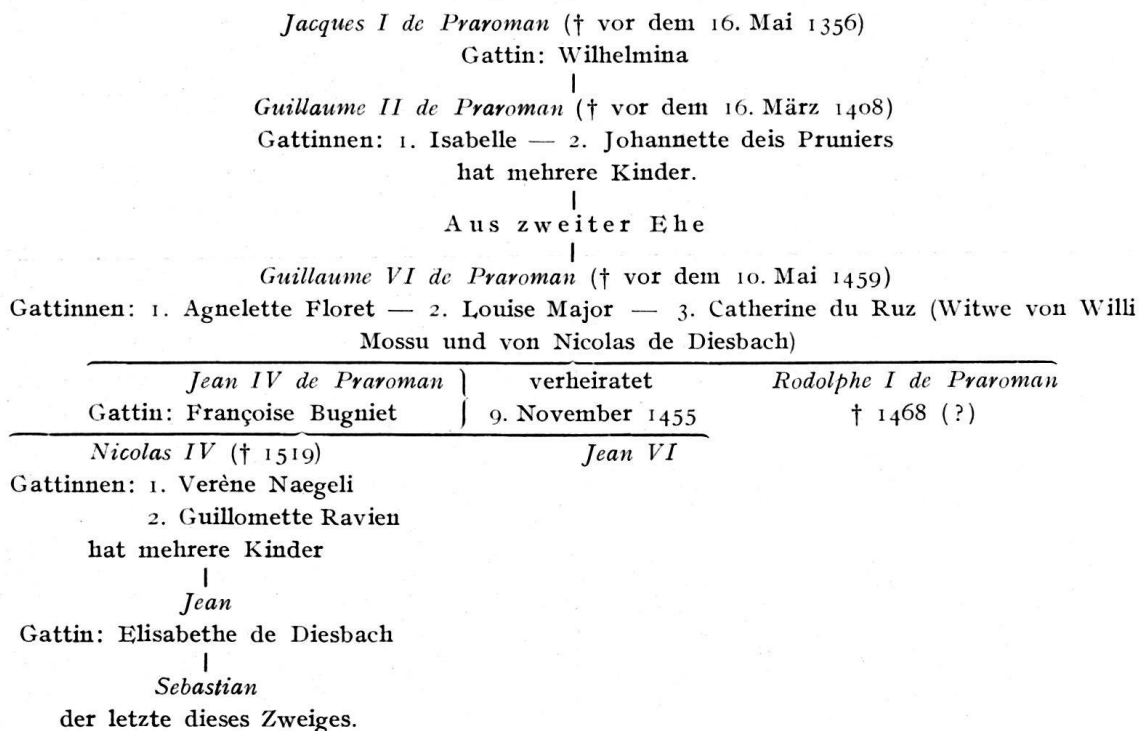 Jacques I de Praroman († vor dem 16. Mai 1356)
Gattin: Wilhelmina
Guillaume II de Praroman († vor dem 16. März 1408)
Gattinnen: 1. Isabelle — 2. Johannette deis Pruniers
hat mehrere Kinder.
Aus zweiter Ehe
Guillaume VI de Praroman († vor dem 10. Mai 1459)
Gattinnen: 1. Agnelette Floret — 2. Louise Major — 3. Catherine du Ruz (Witwe von Willi
Mossu und von Nicolas de Diesbach)
Jean IV de Praroman } verheiratet Rodolphe I de Praroman
Gattin: Françoise Bugniet } 9. November 1455 † 1468 (?)
Nicolas IV († 1519) Jean VI
Gattinnen: 1. Verène Naegeli
2. Guillomette Ravien
hat mehrere Kinder
Jean
Gattin: Elisabethe de Diesbach
Sebastian
der letzte dieses Zweiges.